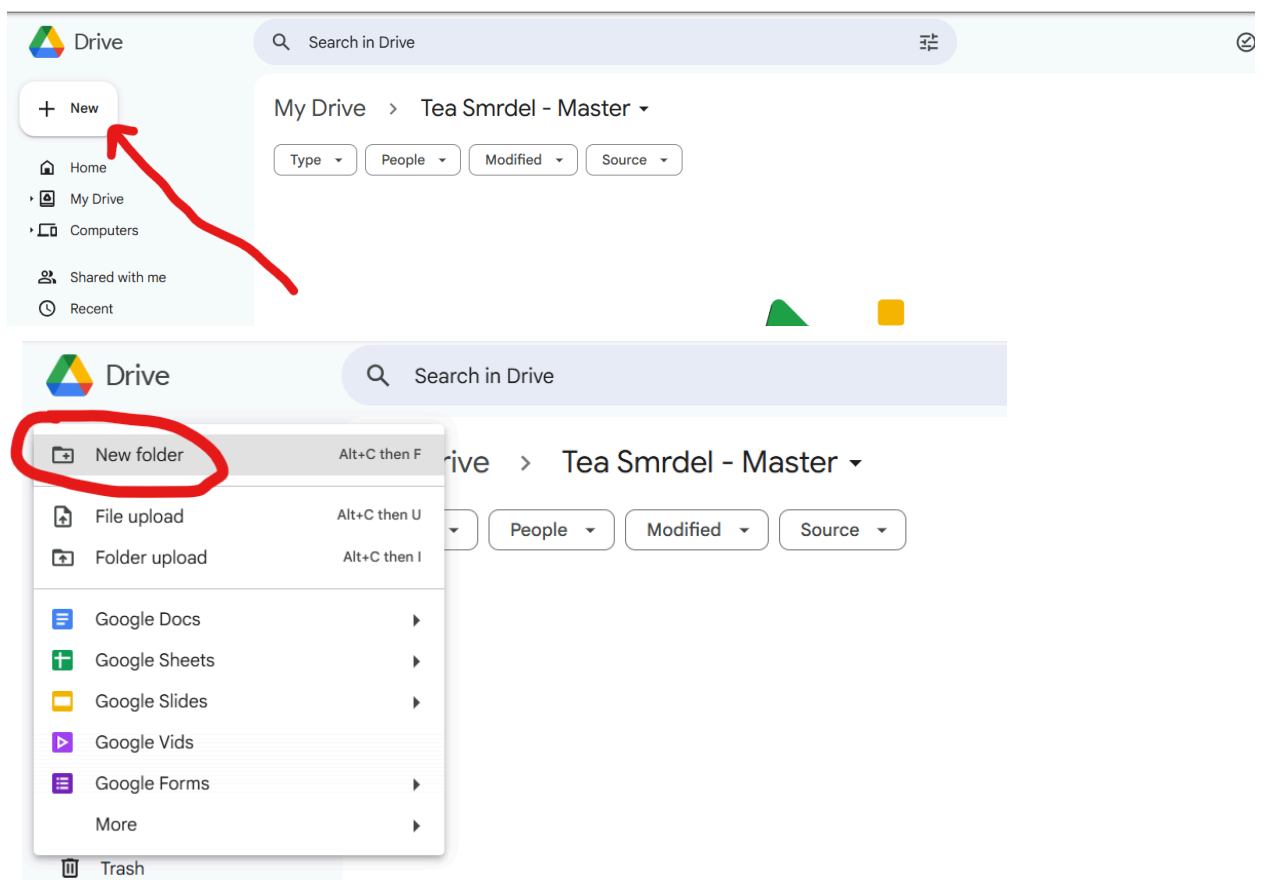 Drive
Search in Drive
New
My Drive > Tea Smrdel - Master
Type People Modified Source
Home
My Drive
Computers
Shared with me
Recent
Drive
Search in Drive
New folder Alt+C then F
rive > Tea Smrdel - Master
File upload Alt+C then U
People Modified Source
Folder upload Alt+C then I
Google Docs
Google Sheets
Google Slides
Google Vids
Google Forms
More
Trash